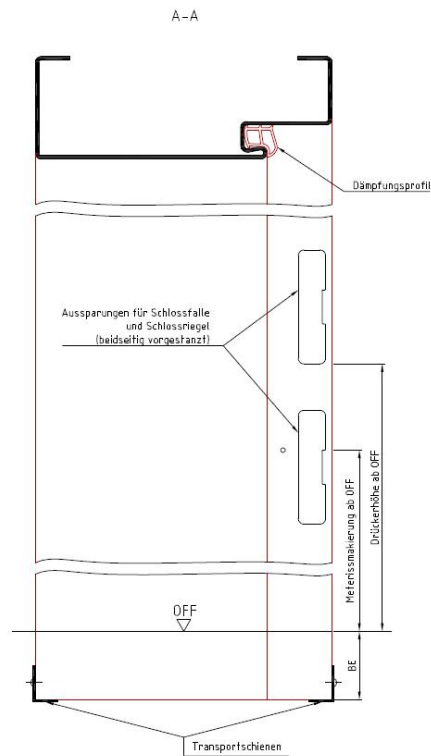 A-A
Dämpfungsprofil
Aussparungen für Schlossfalle
und Schlossriegel
(beidseitig vorgestanzt)
Meterissmakierung ab OFF
Drückerhöhe ab OFF
OFF
BE
Transportschienen